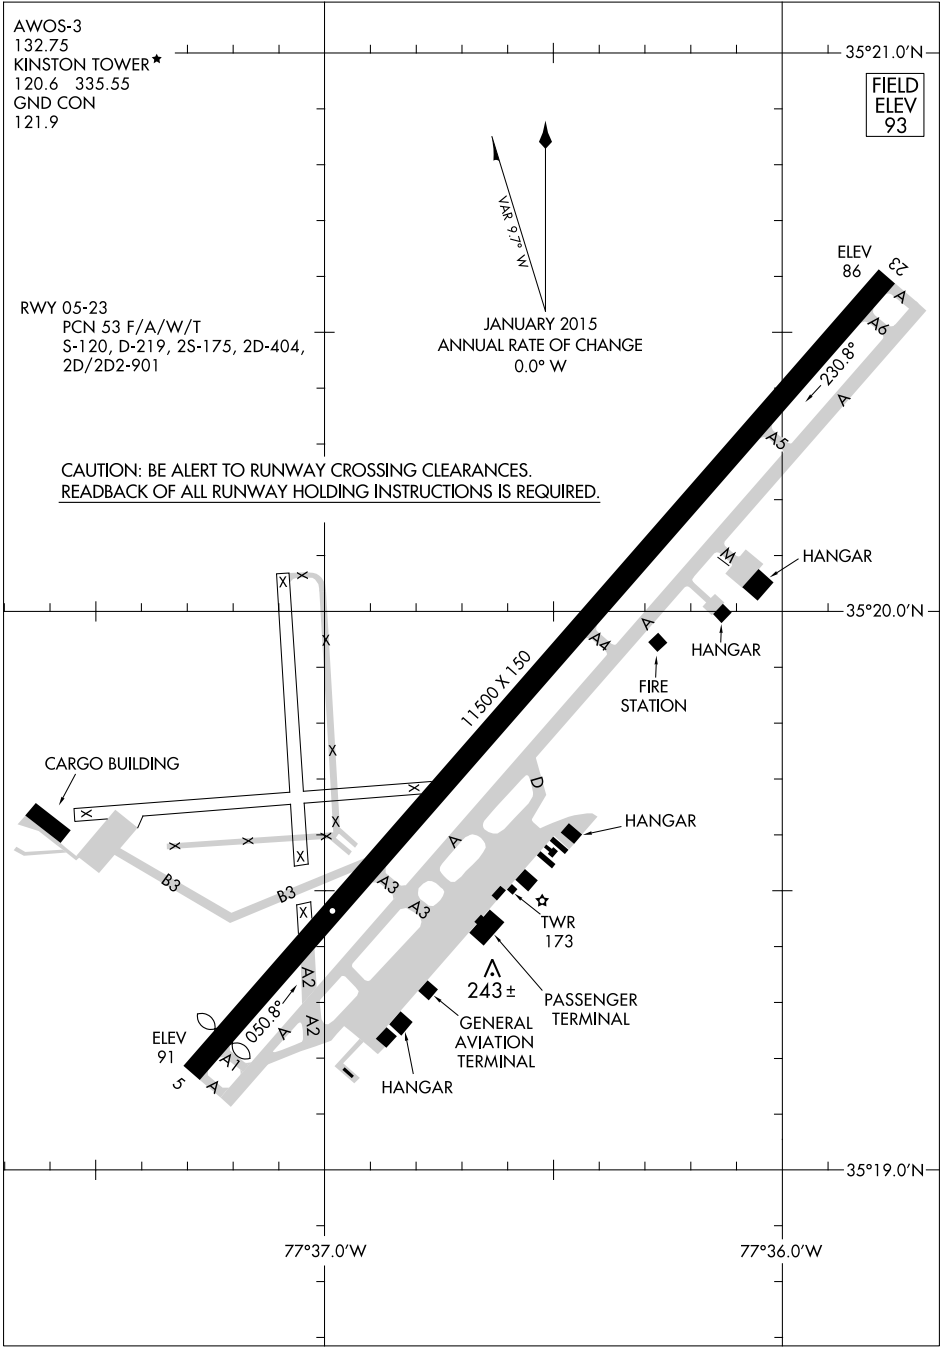 AWOS-3
132.75
KINSTON TOWER★
120.6 335.55
GND CON
121.9
35°21.0'N
FIELD
ELEV
93
VAR 9.7° W
JANUARY 2015
ANNUAL RATE OF CHANGE
0.0° W
ELEV
86
23
A
A6
230.8°
A
A5
RWY 05-23
PCN 53 F/A/W/T
S-120, D-219, 2S-175, 2D-404,
2D/2D2-901
CAUTION: BE ALERT TO RUNWAY CROSSING CLEARANCES.
READBACK OF ALL RUNWAY HOLDING INSTRUCTIONS IS REQUIRED.
M
HANGAR
X
X
35°20.0'N
A
A4
HANGAR
X
FIRE
STATION
11500 X 150
X
CARGO BUILDING
D
X
X
X
HANGAR
X
X
X
A
X
B3
B3
A3
A3
X
TWR
173
A2
243±
PASSENGER
TERMINAL
050.8°
A2
A
GENERAL
AVIATION
TERMINAL
ELEV
91
A1
A
5
HANGAR
35°19.0'N
77°37.0'W
77°36.0'W